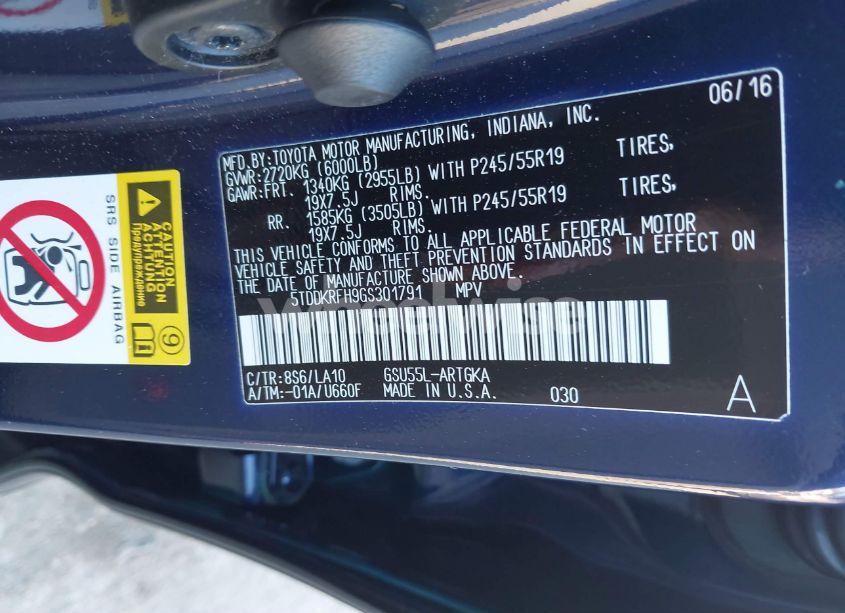 06/16
MFD.BY:TOYOTA MOTOR MANUFACTURING, INDIANA, INC.
GVWR:2720KG (6000LB)
GAWR:FRT. 1340KG (2955LB) WITH P245/55R19 TIRES,
19X7.5J RIMS.
RR. 1585KG (3505LB) WITH P245/55R19 TIRES,
19X7.5J RIMS.
THIS VEHICLE CONFORMS TO ALL APPLICABLE FEDERAL MOTOR
VEHICLE SAFETY AND THEFT PREVENTION STANDARDS IN EFFECT ON
THE DATE OF MANUFACTURE SHOWN ABOVE.
5TDDKRFH9GS301791 MPV
C/TR:8S6/LA10 GSU55L-ARTGKA
A/TM:-01A/U660F MADE IN U.S.A. 030 A
SRS SIDE AIRBAG
CAUTION
ATTENTION
ACHTUNG
Предупреждение
9
wheelwise